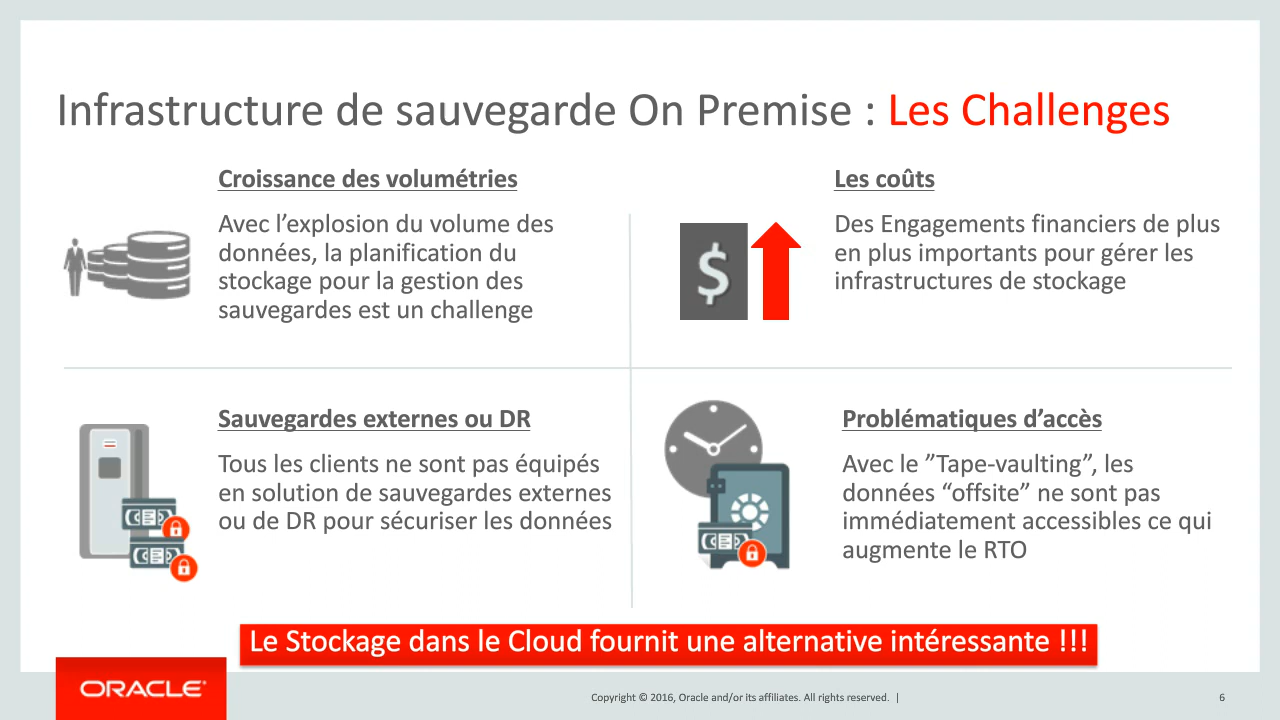 Infrastructure de sauvegarde On Premise : Les Challenges
Croissance des volumétries
Avec l’explosion du volume des
données, la planification du
stockage pour la gestion des
sauvegardes est un challenge
Les coûts
Des Engagements financiers de plus
en plus importants pour gérer les
infrastructures de stockage
$
Sauvegardes externes ou DR
Tous les clients ne sont pas équipés
en solution de sauvegardes externes
ou de DR pour sécuriser les données
Problématiques d’accès
Avec le ”Tape-vaulting”, les
données “offsite” ne sont pas
immédiatement accessibles ce qui
augmente le RTO
Le Stockage dans le Cloud fournit une alternative intéressante !!!
ORACLE®
Copyright © 2016, Oracle and/or its affiliates. All rights reserved. |
6